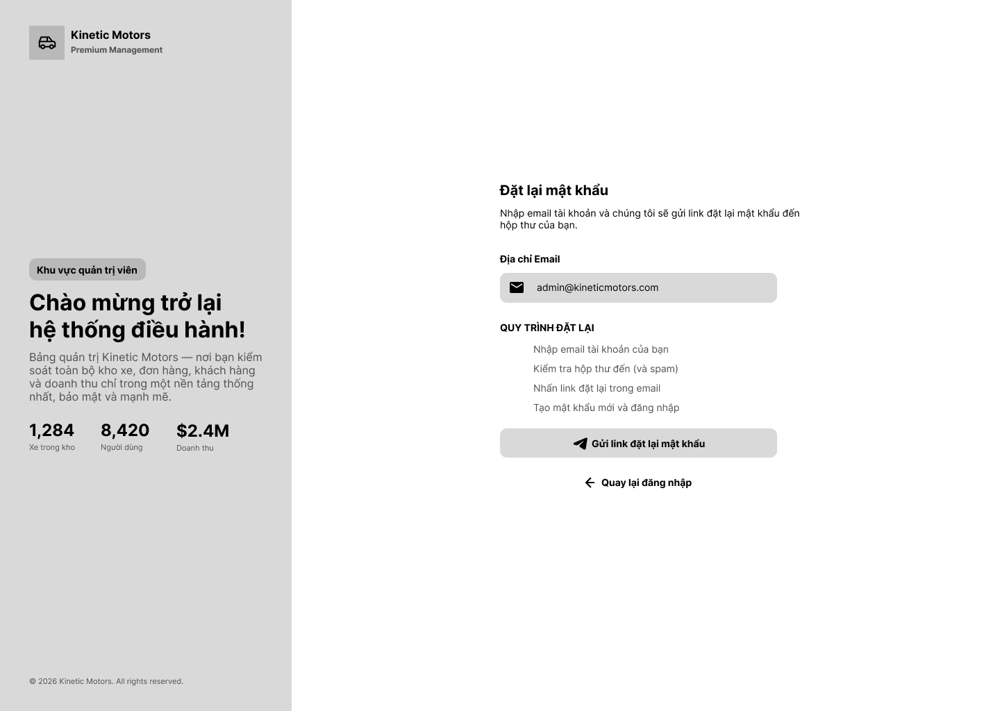 Kinetic Motors
Premium Management
Khu vực quản trị viên
Chào mừng trở lại
hệ thống điều hành!
Bảng quản trị Kinetic Motors — nơi bạn kiểm
soát toàn bộ kho xe, đơn hàng, khách hàng
và doanh thu chỉ trong một nền tảng thống
nhất, bảo mật và mạnh mẽ.
1,284 8,420 $2.4M
Xe trong kho Người dùng Doanh thu
© 2026 Kinetic Motors. All rights reserved.
Đặt lại mật khẩu
Nhập email tài khoản và chúng tôi sẽ gửi link đặt lại mật khẩu đến
hộp thư của bạn.
Địa chỉ Email
admin@kineticmotors.com
QUY TRÌNH ĐẶT LẠI
Nhập email tài khoản của bạn
Kiểm tra hộp thư đến (và spam)
Nhấn link đặt lại trong email
Tạo mật khẩu mới và đăng nhập
Gửi link đặt lại mật khẩu
Quay lại đăng nhập